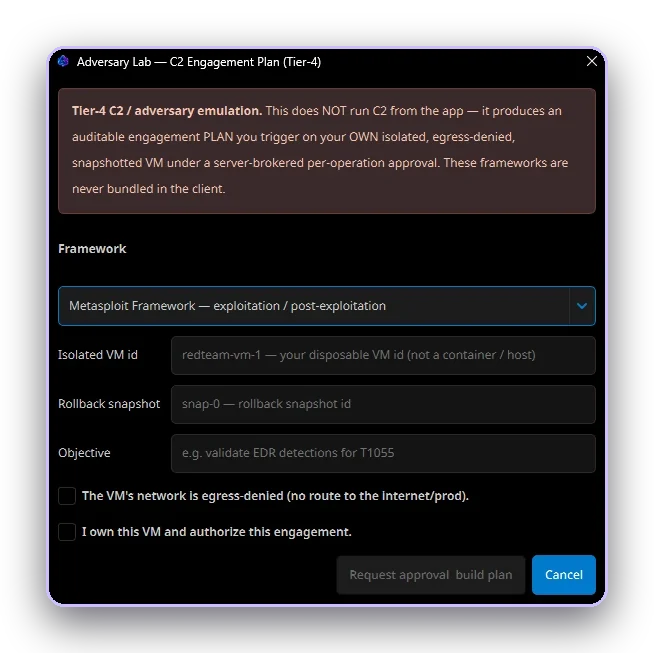 Adversary Lab — C2 Engagement Plan (Tier-4)
Tier-4 C2 / adversary emulation. This does NOT run C2 from the app — it produces an
auditable engagement PLAN you trigger on your OWN isolated, egress-denied,
snapshotted VM under a server-brokered per-operation approval. These frameworks are
never bundled in the client.
Framework
Metasploit Framework — exploitation / post-exploitation
Isolated VM id
redteam-vm-1 — your disposable VM id (not a container / host)
Rollback snapshot
snap-0 — rollback snapshot id
Objective
e.g. validate EDR detections for T1055
The VM's network is egress-denied (no route to the internet/prod).
I own this VM and authorize this engagement.
Request approval  build plan
Cancel